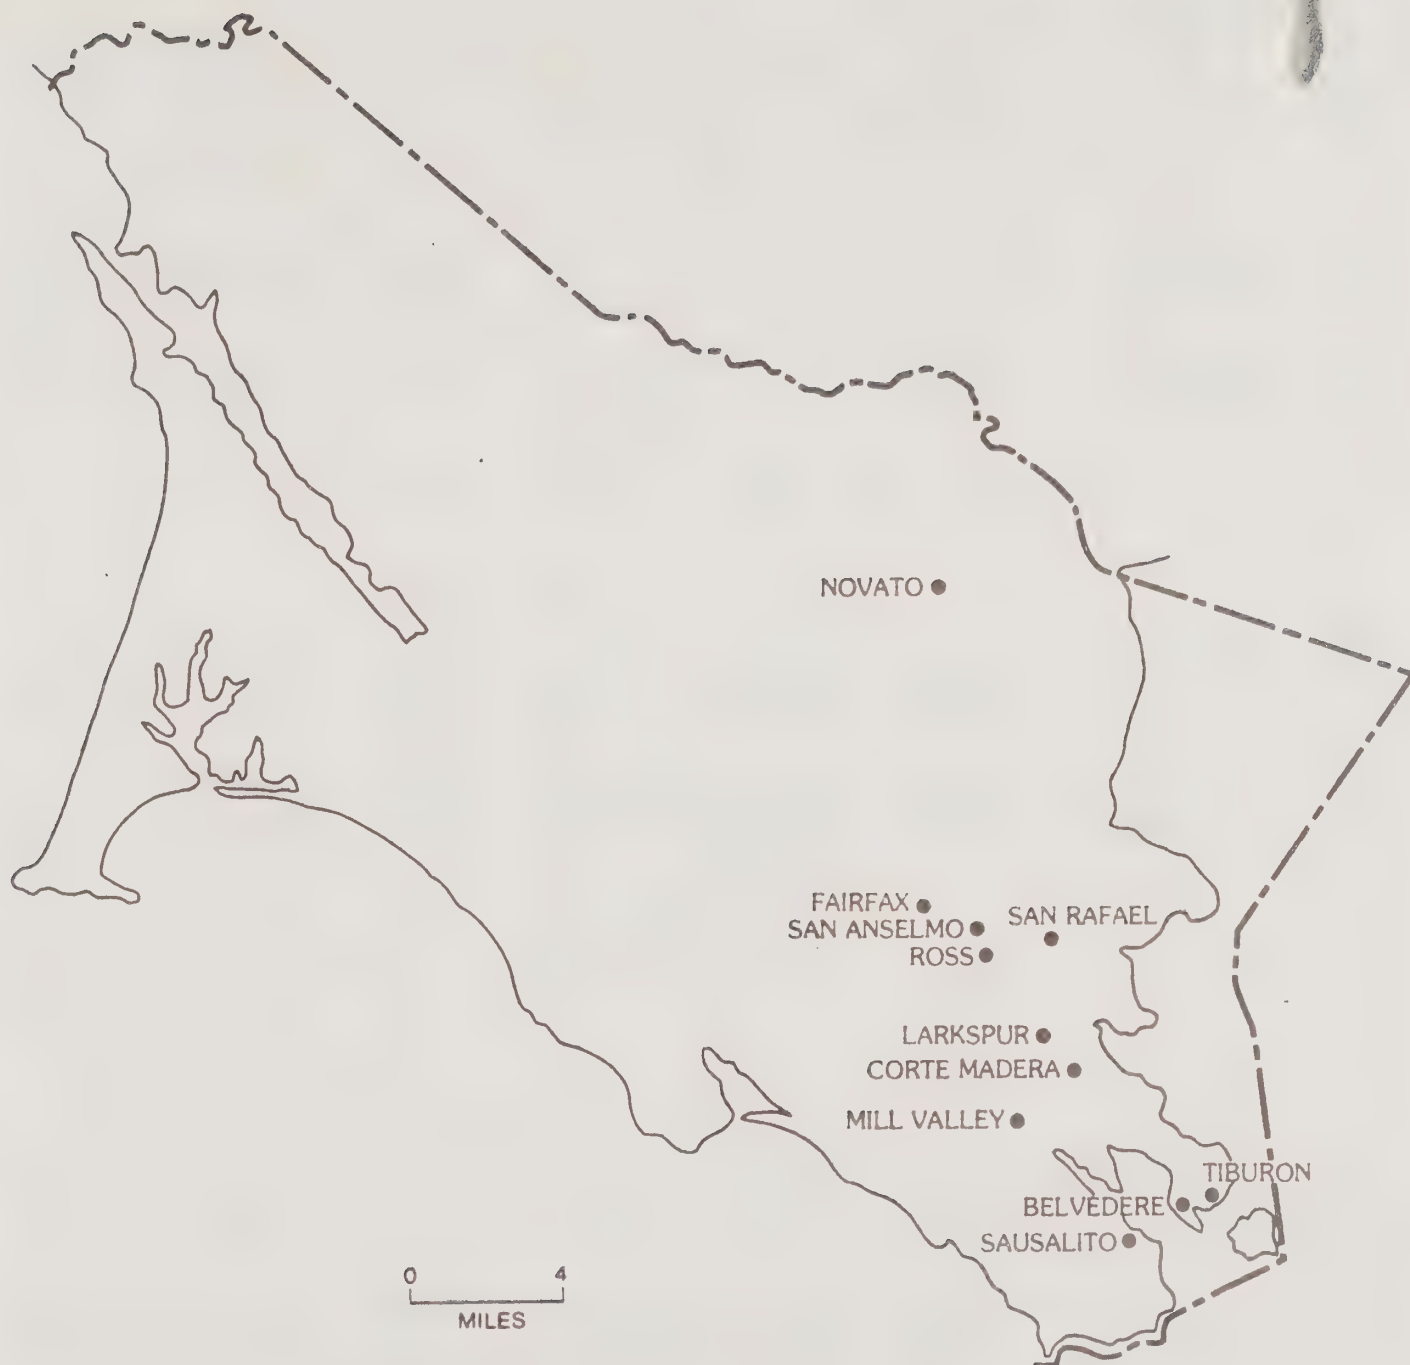 NOVATO
FAIRFAX
SAN ANSELMO
SAN RAFAEL
ROSS
LARKSPUR
CORTE MADERA
MILL VALLEY
TIBURON
BELVEDERE
SAUSALITO
0 4
MILES